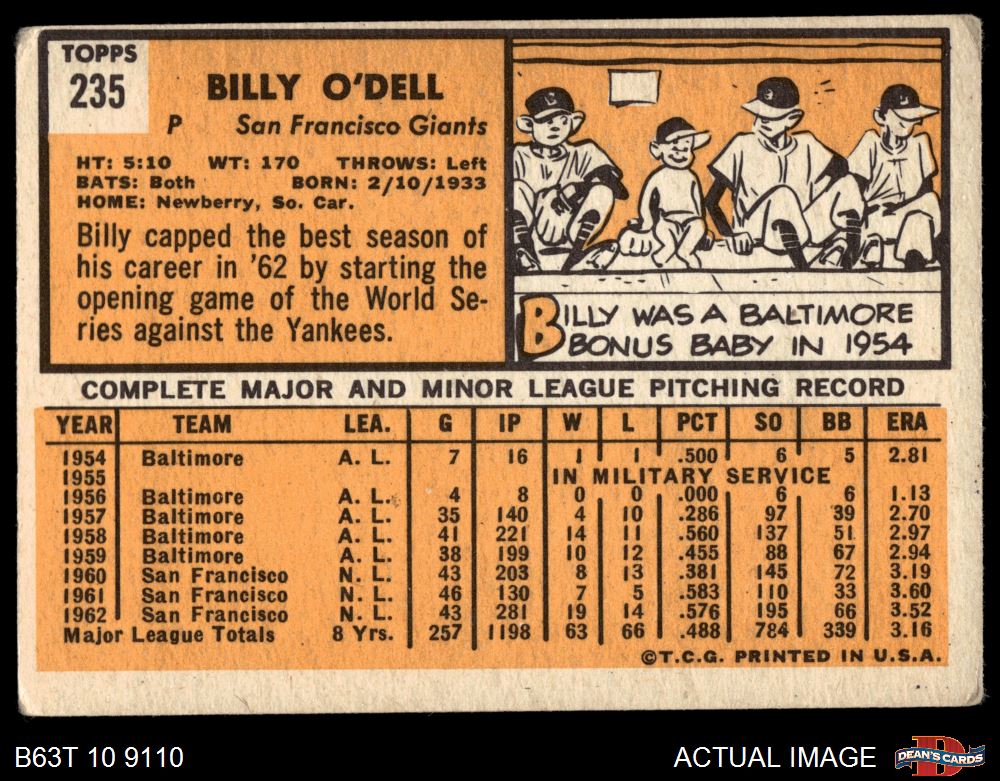 TOPPS
235
BILLY O'DELL
P San Francisco Giants
HT: 5:10 WT: 170 THROWS: Left
BATS: Both BORN: 2/10/1933
HOME: Newberry, So. Car.
Billy capped the best season of
his career in '62 by starting the
opening game of the World Se-
ries against the Yankees.
B
B
BILLY WAS A BALTIMORE
BONUS BABY IN 1954
COMPLETE MAJOR AND MINOR LEAGUE PITCHING RECORD
YEAR TEAM LEA. G IP W L PCT SO BB ERA
1954 Baltimore A. L. 7 16 1 1 .500 6 5 2.81
1955 IN MILITARY SERVICE
1956 Baltimore A. L. 4 8 0 0 .000 6 6 1.13
1957 Baltimore A. L. 35 140 4 10 .286 97 39 2.70
1958 Baltimore A. L. 41 221 14 11 .560 137 51 2.97
1959 Baltimore A. L. 38 199 10 12 .455 88 67 2.94
1960 San Francisco N. L. 43 203 8 13 .381 145 72 3.19
1961 San Francisco N. L. 46 130 7 5 .583 110 33 3.60
1962 San Francisco N. L. 43 281 19 14 .576 195 66 3.52
Major League Totals 8 Yrs. 257 1198 63 66 .488 784 339 3.16
©T.C.G. PRINTED IN U.S.A.
B63T 10 9110
ACTUAL IMAGE
D
DEAN'S CARDS